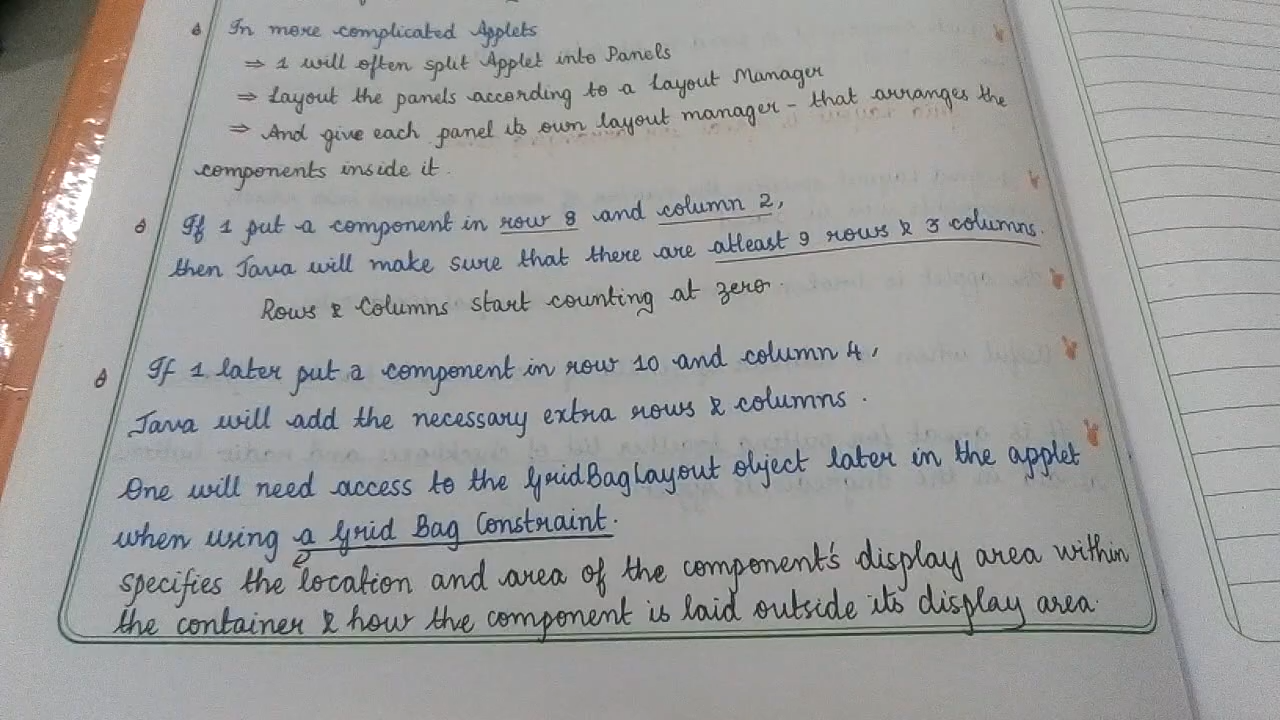 In more complicated Applets
⇒ 1 will often split Applet into Panels
⇒ Layout the panels according to a Layout Manager
⇒ And give each panel its own layout manager - that arranges the
components inside it.
If 1 put a component in row 8 and column 2,
then Java will make sure that there are atleast 9 rows & 3 columns.
Rows & Columns start counting at zero.
If 1 later put a component in row 10 and column 4,
Java will add the necessary extra rows & columns.
One will need access to the GridBagLayout object later in the applet
when using a Grid Bag Constraint.
specifies the location and area of the component's display area within
the container & how the component is laid outside its display area.